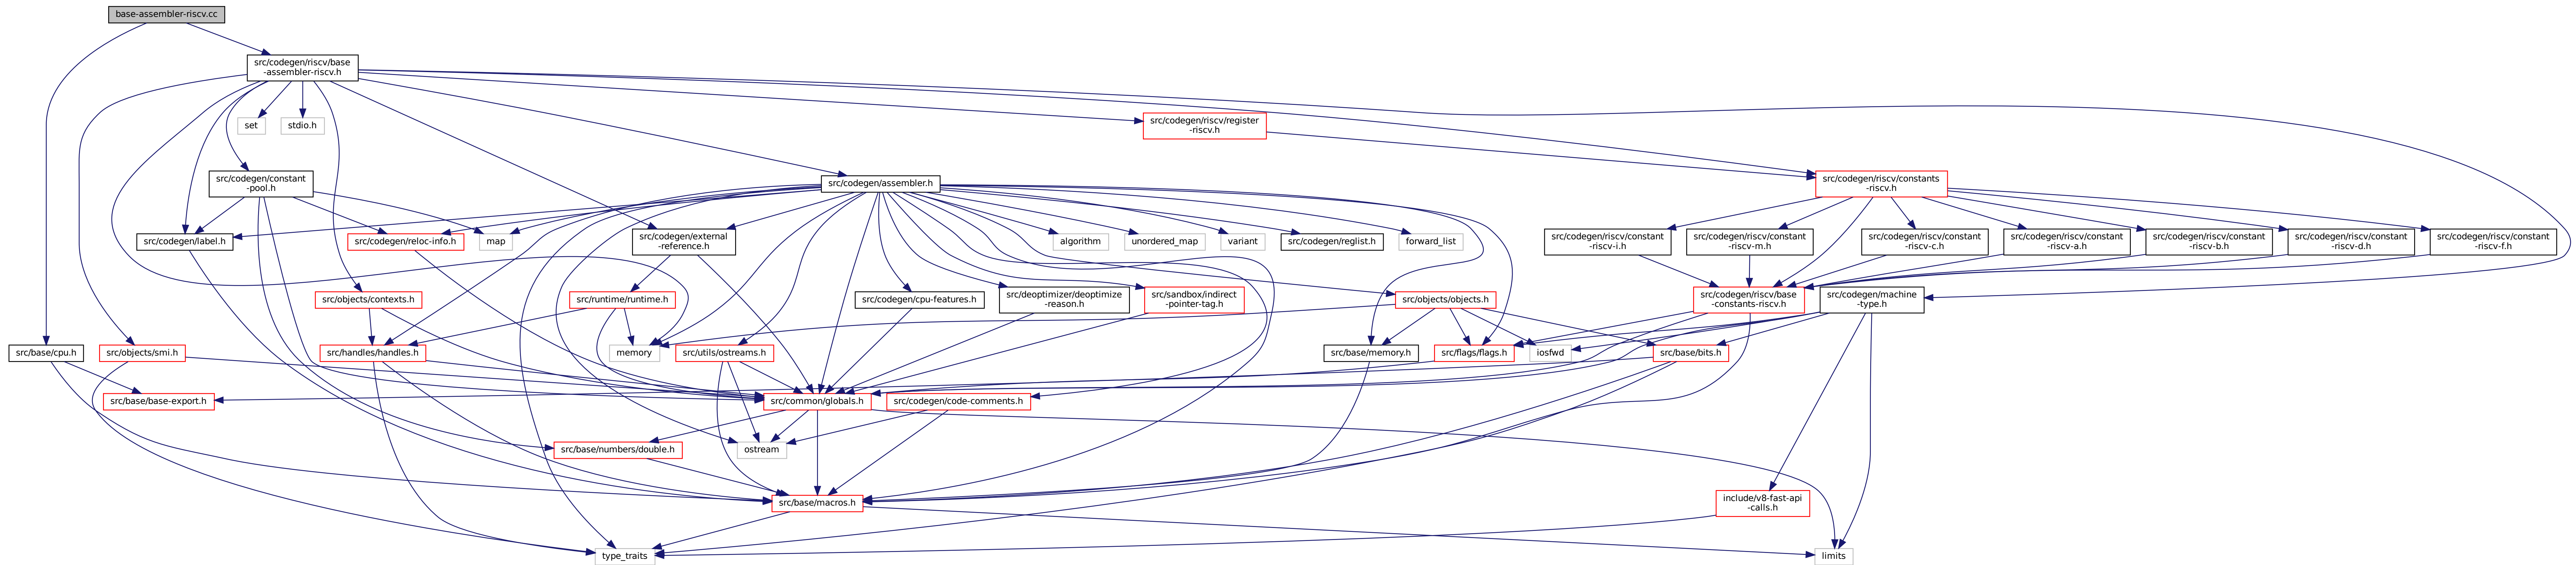 base-assembler-riscv.cc
src/codegen/riscv/base
-assembler-riscv.h
set
stdio.h
src/codegen/riscv/register
-riscv.h
src/codegen/constant
-pool.h
src/codegen/assembler.h
src/codegen/riscv/constants
-riscv.h
src/codegen/label.h
src/codegen/reloc-info.h
map
src/codegen/external
-reference.h
algorithm
unordered_map
variant
src/codegen/reglist.h
forward_list
src/codegen/riscv/constant
-riscv-i.h
src/codegen/riscv/constant
-riscv-m.h
src/codegen/riscv/constant
-riscv-c.h
src/codegen/riscv/constant
-riscv-a.h
src/codegen/riscv/constant
-riscv-b.h
src/codegen/riscv/constant
-riscv-d.h
src/codegen/riscv/constant
-riscv-f.h
src/objects/contexts.h
src/runtime/runtime.h
src/codegen/cpu-features.h
src/deoptimizer/deoptimize
-reason.h
src/sandbox/indirect
-pointer-tag.h
src/objects/objects.h
src/codegen/riscv/base
-constants-riscv.h
src/codegen/machine
-type.h
src/base/cpu.h
src/objects/smi.h
src/handles/handles.h
memory
src/utils/ostreams.h
src/base/memory.h
src/flags/flags.h
iosfwd
src/base/bits.h
src/base/base-export.h
src/common/globals.h
src/codegen/code-comments.h
src/base/numbers/double.h
ostream
src/base/macros.h
include/v8-fast-api
-calls.h
type_traits
limits